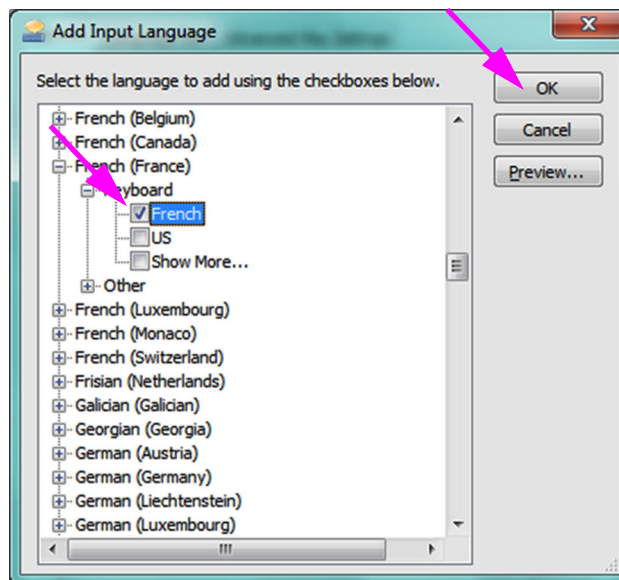 Add Input Language
Select the language to add using the checkboxes below.
OK
Cancel
Preview...
French (Belgium)
French (Canada)
French (France)
Keyboard
French
US
Show More...
Other
French (Luxembourg)
French (Monaco)
French (Switzerland)
Frisian (Netherlands)
Galician (Galician)
Georgian (Georgia)
German (Austria)
German (Germany)
German (Liechtenstein)
German (Luxembourg)